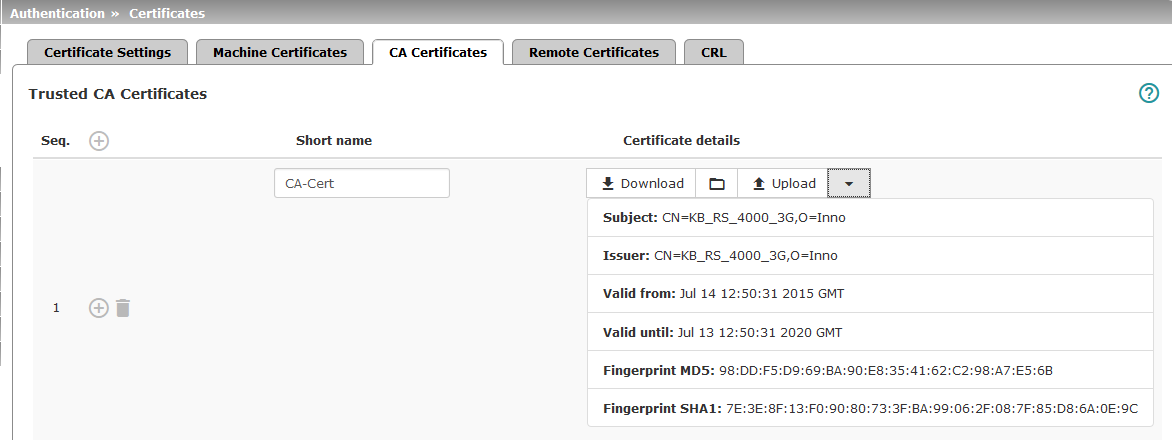 Authentication » Certificates
Certificate Settings Machine Certificates CA Certificates Remote Certificates CRL
Trusted CA Certificates ?
Seq. Short name Certificate details
CA-Cert Download Upload
Subject: CN=KB_RS_4000_3G,O=Inno
Issuer: CN=KB_RS_4000_3G,O=Inno
Valid from: Jul 14 12:50:31 2015 GMT
1
Valid until: Jul 13 12:50:31 2020 GMT
Fingerprint MD5: 98:DD:F5:D9:69:BA:90:E8:35:41:62:C2:98:A7:E5:6B
Fingerprint SHA1: 7E:3E:8F:13:F0:90:80:73:3F:BA:99:06:2F:08:7F:85:D8:6A:0E:9C